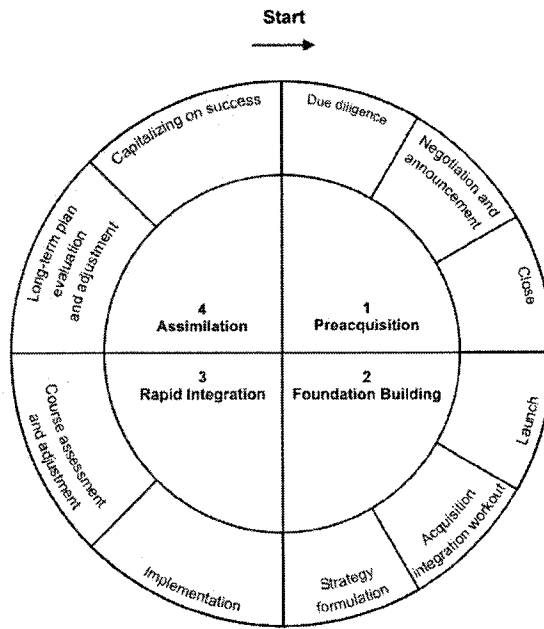 Start
Due diligence
Negotiation and
announcement
Close
1
Preacquisition
2
Foundation Building
Launch
Acquisition
integration workout
Strategy
formulation
3
Rapid Integration
Implementation
Course assessment
and adjustment
4
Assimilation
Long-term plan
evaluation
and adjustment
Capitalizing on success